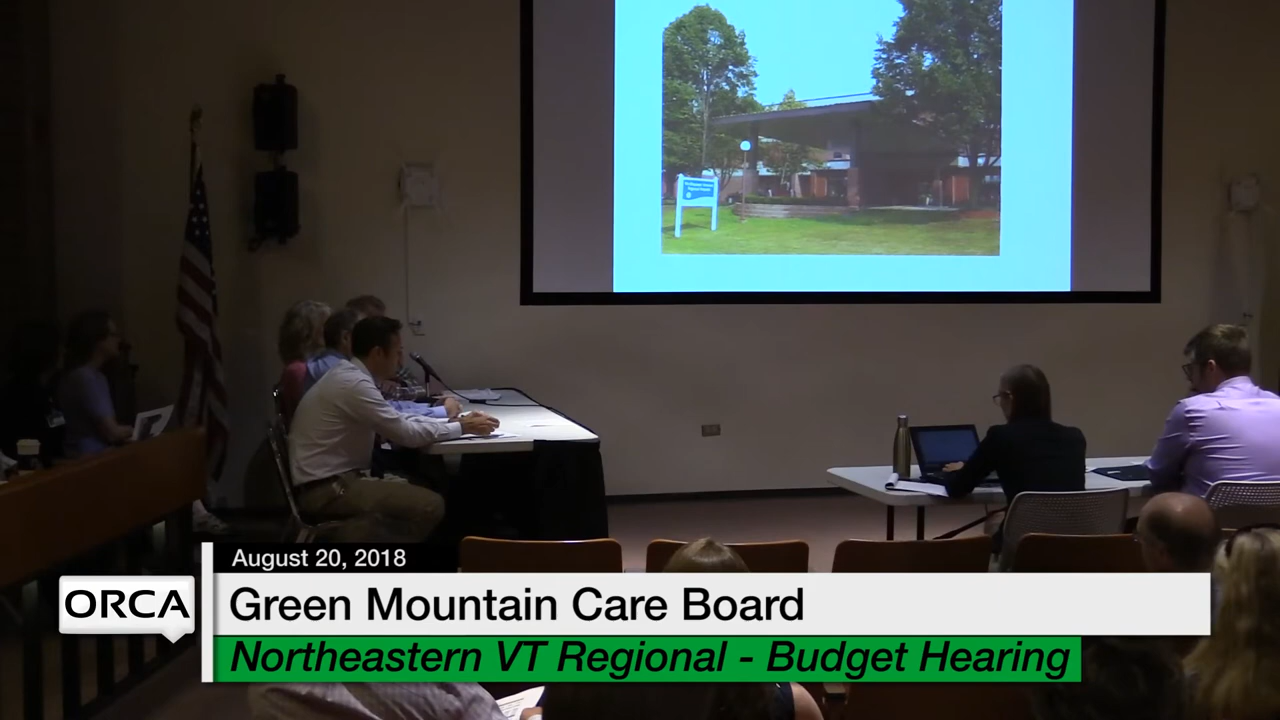 August 20, 2018
ORCA
Green Mountain Care Board
Northeastern VT Regional - Budget Hearing